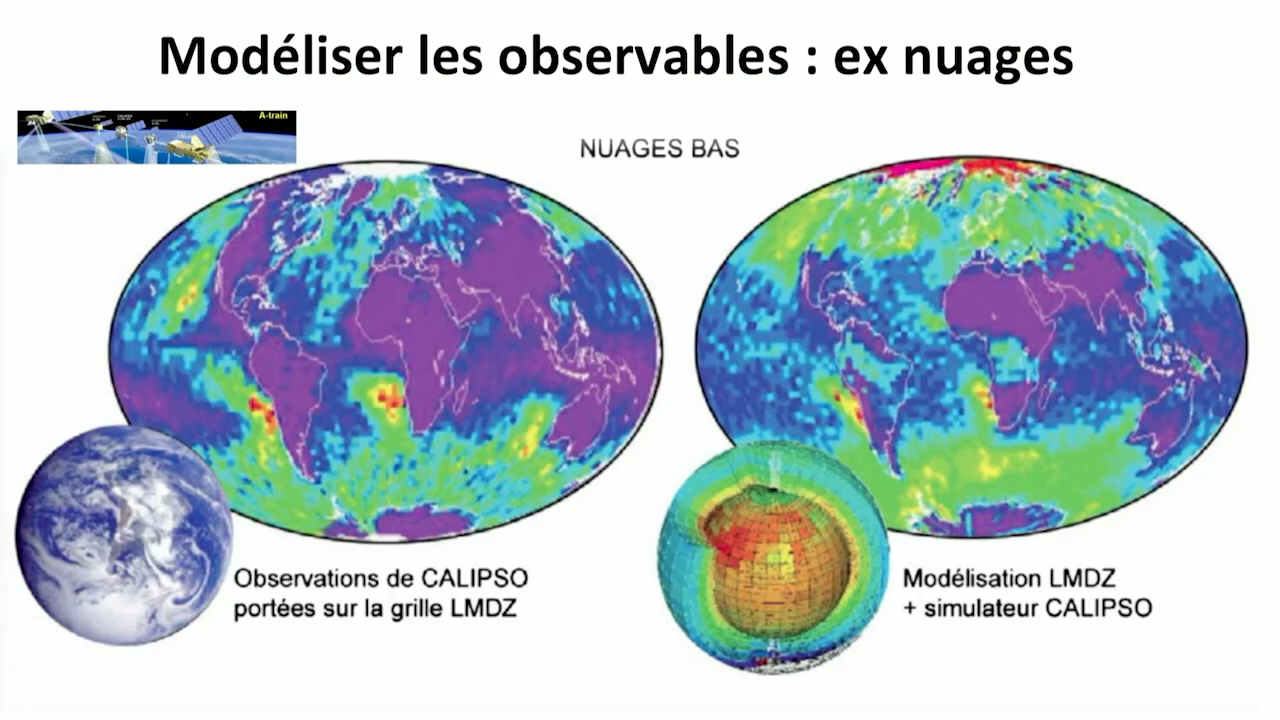 Modéliser les observables : ex nuages
A-train
NUAGES BAS
Observations de CALIPSO
portées sur la grille LMDZ
Modélisation LMDZ
+ simulateur CALIPSO